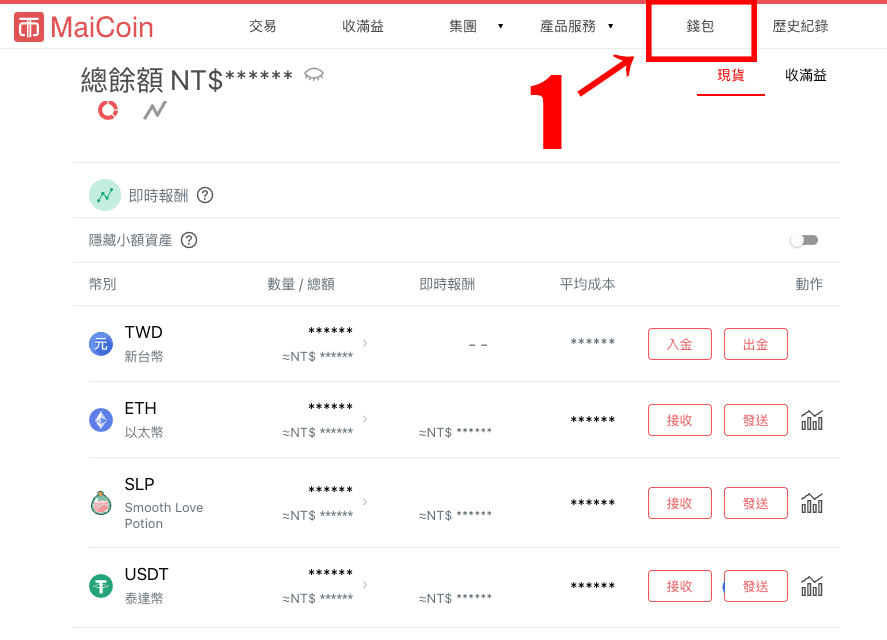 MaiCoin 交易 收滿益 集團 ▼ 產品服務 ▼ 錢包 歷史紀錄
總餘額 NT$******
現貨 收滿益
1
即時報酬 ?
隱藏小額資產 ?
幣別 數量 / 總額 即時報酬 平均成本 動作
元 TWD ****** > - - ****** 入金 出金
新台幣 ≈NT$ ******
ETH ****** > ****** 接收 發送
以太幣 ≈NT$ ****** ≈NT$ ******
SLP ****** > ****** 接收 發送
Smooth Love ≈NT$ ****** ≈NT$ ******
Potion
USDT ****** > ****** 接收 發送
泰達幣 ≈NT$ ****** ≈NT$ ******